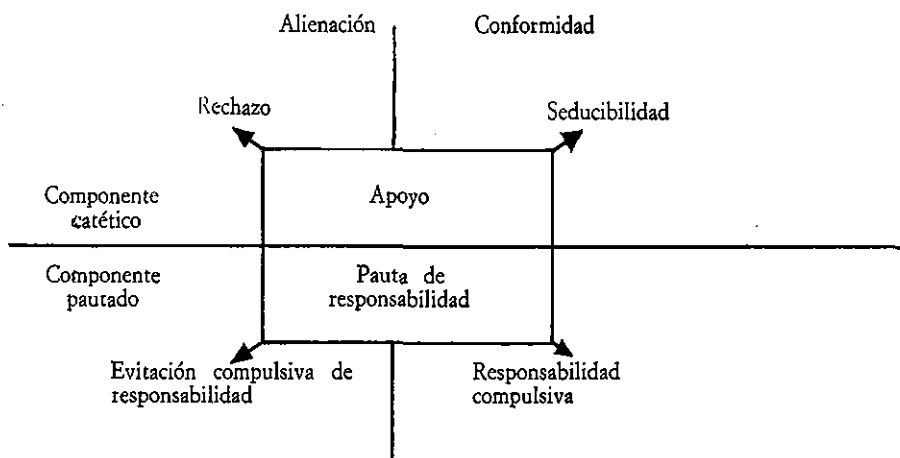 Alienación Conformidad
Rechazo Seducibilidad
Componente
catético
Apoyo
Componente
pautado
Pauta de
responsabilidad
Evitación compulsiva de
responsabilidad
Responsabilidad
compulsiva